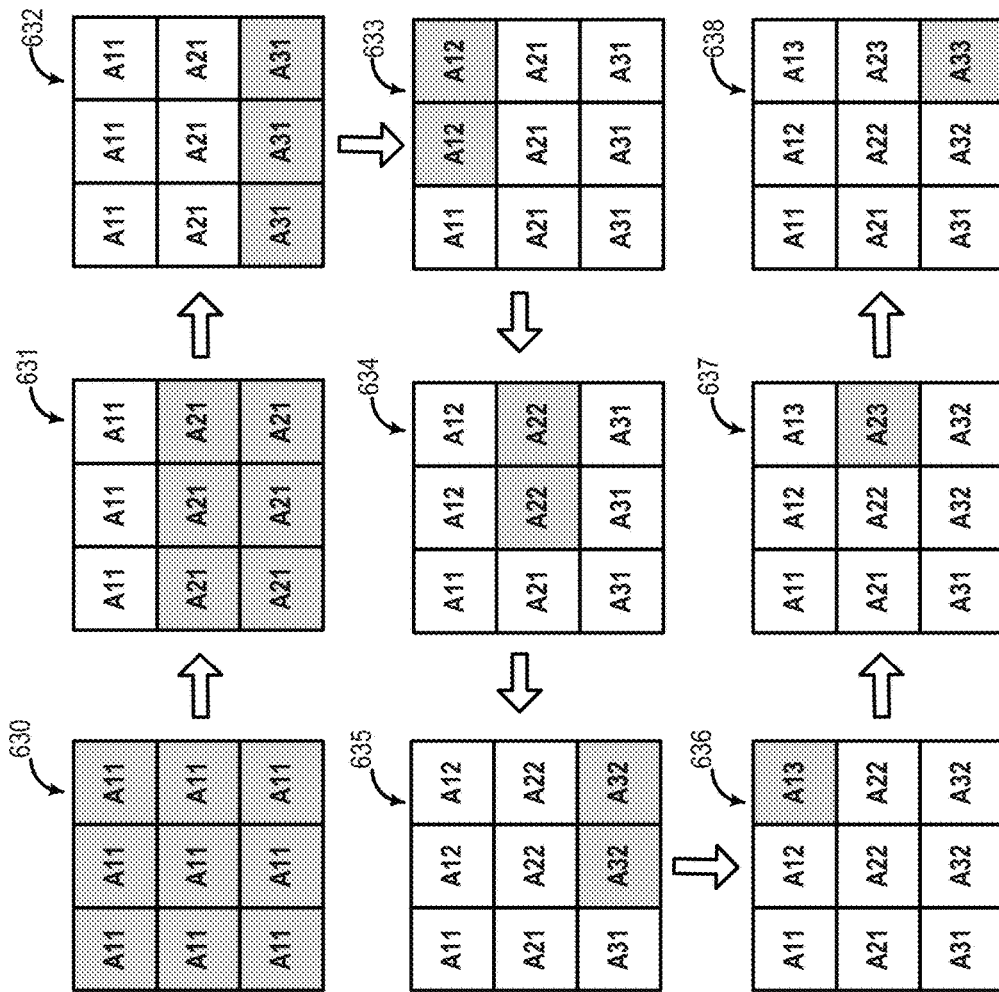 630
A11 A11 A11
A11 A11 A11
A11 A11 A11
631
A11 A11 A11
A21 A21 A21
A21 A21 A21
632
A11 A11 A11
A21 A21 A21
A31 A31 A31
635
A11 A12 A12
A21 A22 A22
A31 A32 A32
634
A11 A12 A12
A21 A22 A22
A31 A31 A31
633
A11 A12 A12
A21 A21 A21
A31 A31 A31
636
A11 A12 A13
A21 A22 A22
A31 A32 A32
637
A11 A12 A13
A21 A22 A23
A31 A32 A32
638
A11 A12 A13
A21 A22 A23
A31 A32 A33